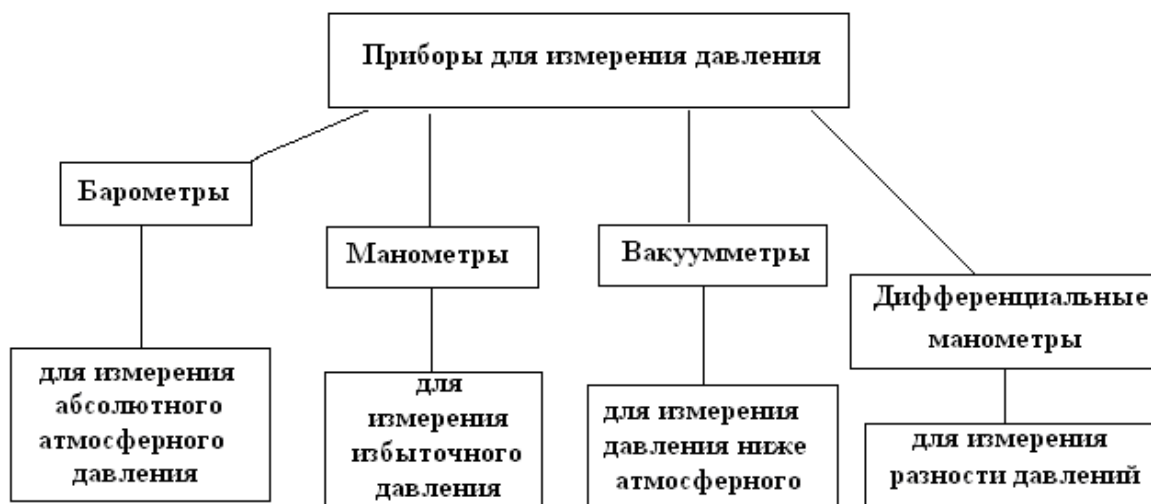 Приборы для измерения давления
Барометры
Манометры
Вакуумметры
Дифференциальные
манометры
для измерения
абсолютного
атмосферного
давления
для
измерения
избыточного
давления
для измерения
давления ниже
атмосферного
для измерения
разности давлений